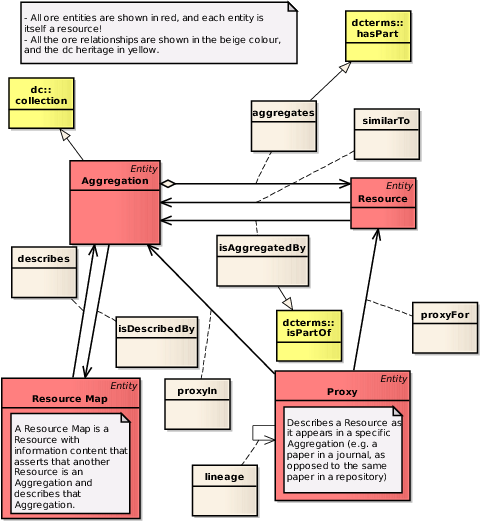 - All ore entities are shown in red, and each entity is
itself a resource!
- All the ore relationships are shown in the beige colour,
and the dc heritage in yellow.
dcterms::
hasPart
dc::
collection
aggregates
similarTo
Entity
Aggregation
Entity
Resource
isAggregatedBy
describes
isDescribedBy
dcterms::
isPartOf
proxyFor
Entity
Resource Map
A Resource Map is a
Resource with
information content that
asserts that another
Resource is an
Aggregation and
describes that
Aggregation.
proxyIn
Entity
Proxy
Describes a Resource as
it appears in a specific
Aggregation (e.g. a
paper in a journal, as
opposed to the same
paper in a repository)
lineage